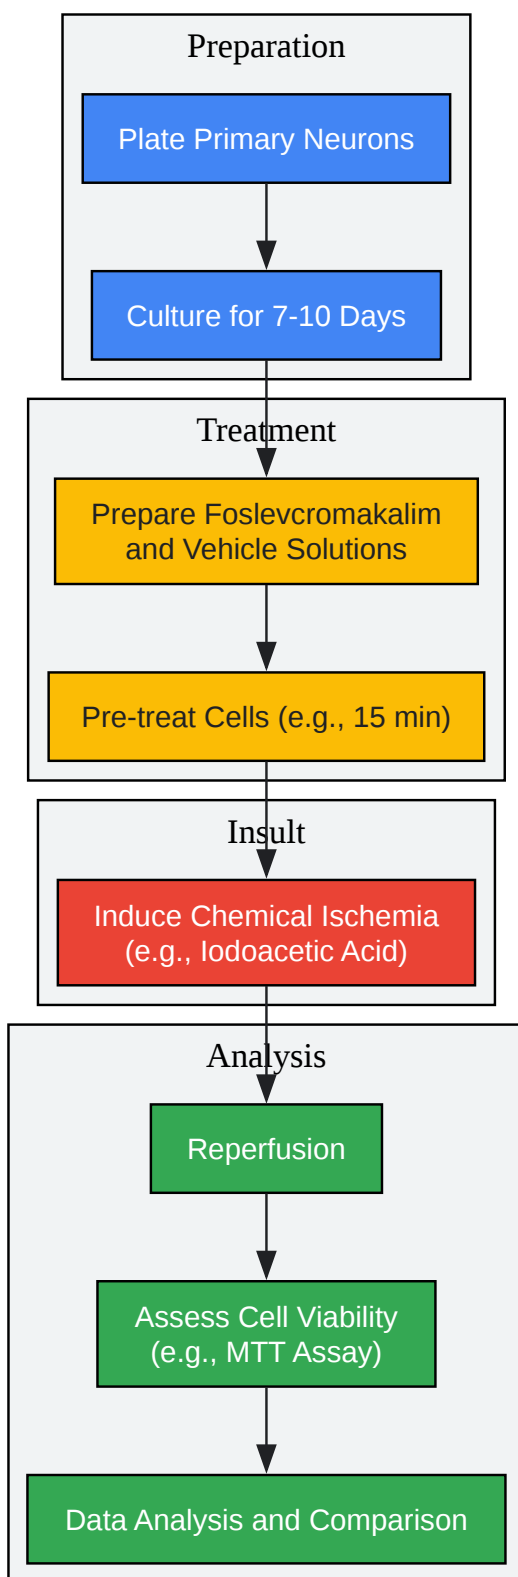 Preparation
Plate Primary Neurons
Culture for 7-10 Days
Treatment
Prepare Foslevcromakalim
and Vehicle Solutions
Pre-treat Cells (e.g., 15 min)
Insult
Induce Chemical Ischemia
(e.g., Iodoacetic Acid)
Analysis
Reperfusion
Assess Cell Viability
(e.g., MTT Assay)
Data Analysis and Comparison